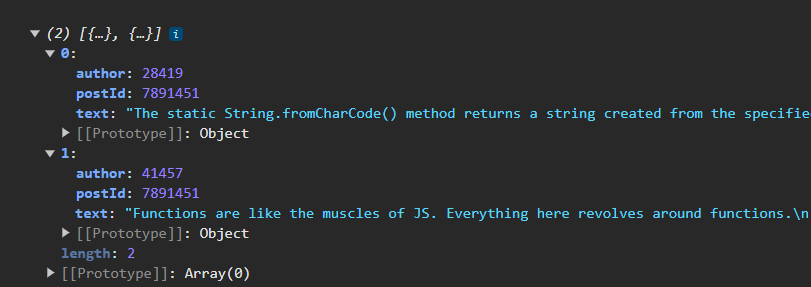 (2) [{…}, {…}] i
0:
author: 28419
postId: 7891451
text: "The static String.fromCharCode() method returns a string created from the specifie
[[Prototype]]: Object
1:
author: 41457
postId: 7891451
text: "Functions are like the muscles of JS. Everything here revolves around functions.\n
[[Prototype]]: Object
length: 2
[[Prototype]]: Array(0)